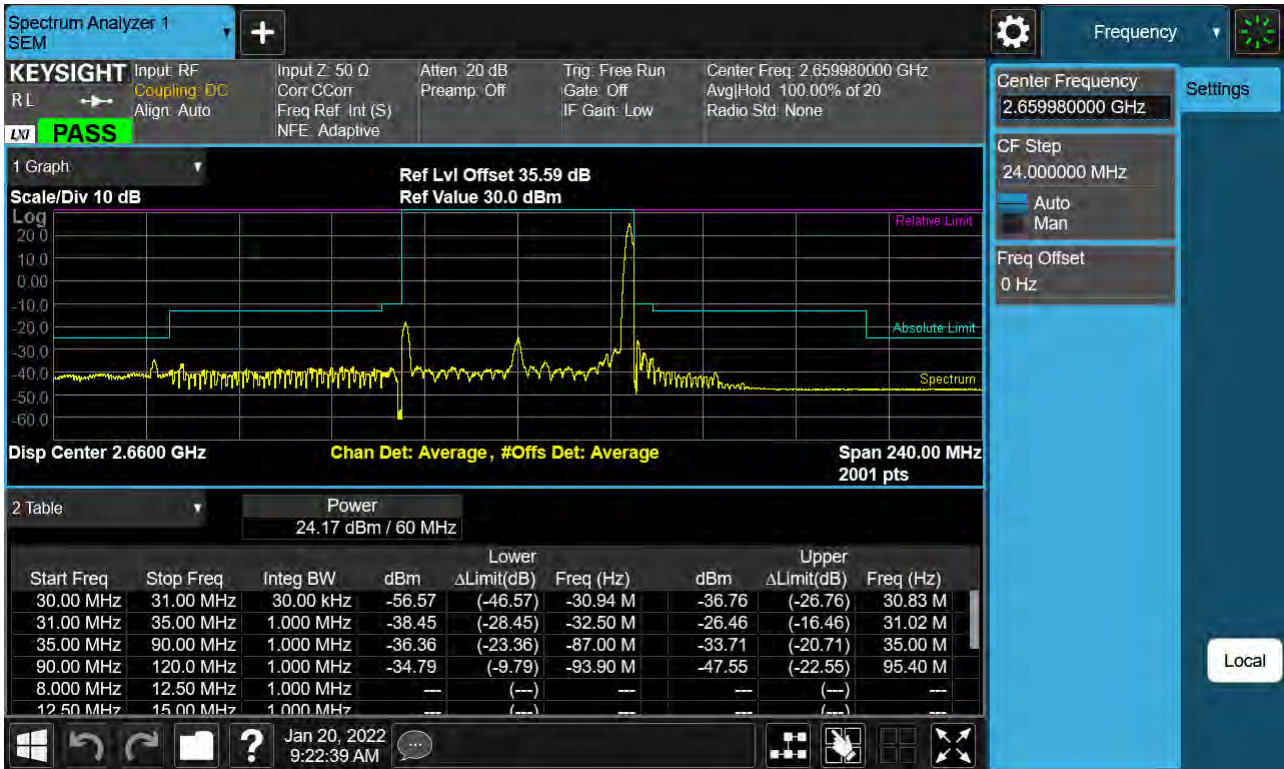 Spectrum Analyzer 1
SEM
Frequency
KEYSIGHT
R L
LXI PASS
Input: RF
Coupling: DC
Align: Auto
Input Z: 50 Ω
Corr CCorr
Freq Ref: Int (S)
NFE: Adaptive
Atten: 20 dB
Preamp: Off
Trig: Free Run
Gate: Off
IF Gain: Low
Center Freq: 2.659980000 GHz
Avg|Hold: 100.00% of 20
Radio Std: None
Center Frequency
2.659980000 GHz
Settings
CF Step
24.000000 MHz
Auto
Man
Freq Offset
0 Hz
Local
1 Graph
Scale/Div 10 dB
Ref Lvl Offset 35.59 dB
Ref Value 30.0 dBm
Log
20.0
10.0
0.00
-10.0
-20.0
-30.0
-40.0
-50.0
-60.0
Relative Limit
Absolute Limit
Spectrum
Disp Center 2.6600 GHz
Chan Det: Average, #Offs Det: Average
Span 240.00 MHz
2001 pts
2 Table
Power
24.17 dBm / 60 MHz
Lower Upper
Start Freq Stop Freq Integ BW dBm ΔLimit(dB) Freq (Hz) dBm ΔLimit(dB) Freq (Hz)
30.00 MHz 31.00 MHz 30.00 kHz -56.57 (-46.57) -30.94 M -36.76 (-26.76) 30.83 M
31.00 MHz 35.00 MHz 1.000 MHz -38.45 (-28.45) -32.50 M -26.46 (-16.46) 31.02 M
35.00 MHz 90.00 MHz 1.000 MHz -36.36 (-23.36) -87.00 M -33.71 (-20.71) 35.00 M
90.00 MHz 120.0 MHz 1.000 MHz -34.79 (-9.79) -93.90 M -47.55 (-22.55) 95.40 M
8.000 MHz 12.50 MHz 1.000 MHz --- (---) --- --- (---) ---
12.50 MHz 15.00 MHz 1.000 MHz --- (---) --- --- (---) ---
Jan 20, 2022
9:22:39 AM